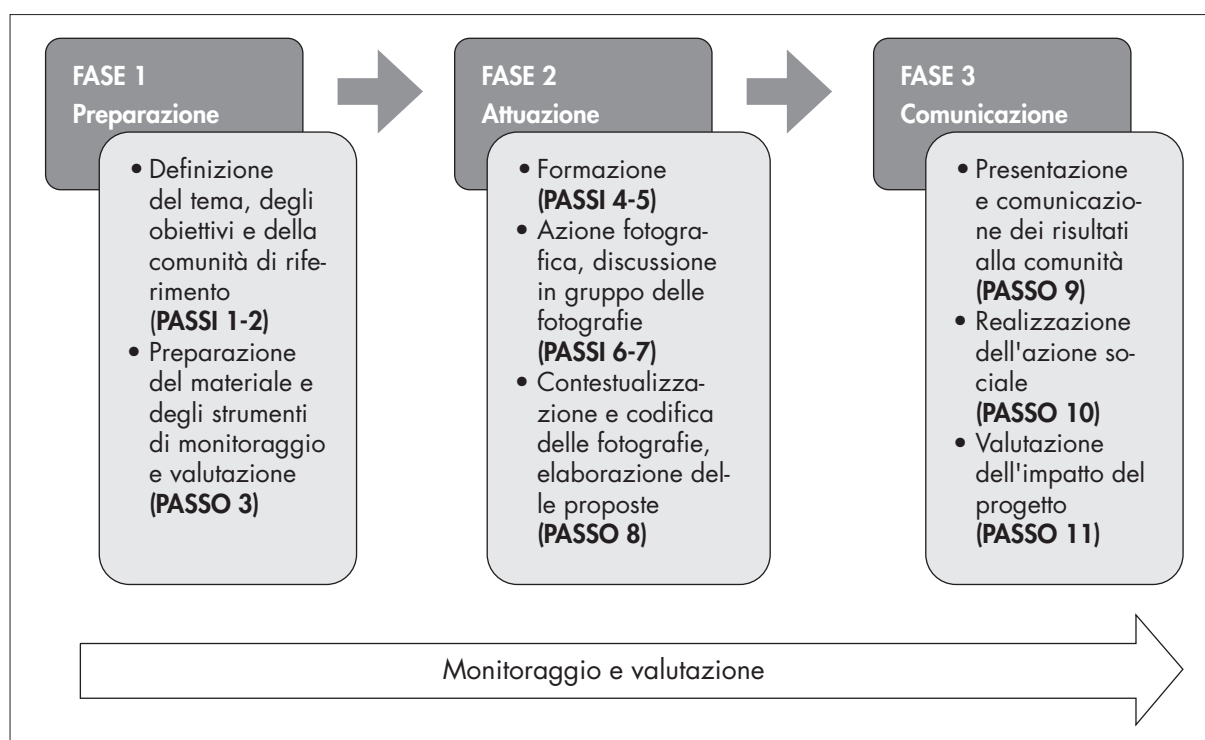 FASE 1
Preparazione
• Definizione
del tema, degli
obiettivi e della
comunità di rife-
rimento
(PASSI 1-2)
• Preparazione
del materiale e
degli strumenti
di monitoraggio
e valutazione
(PASSO 3)
FASE 2
Attuazione
• Formazione
(PASSI 4-5)
• Azione fotogra-
fica, discussione
in gruppo delle
fotografie
(PASSI 6-7)
• Contestualizza-
azione e codifica
delle fotografie,
elaborazione del-
le proposte
(PASSO 8)
FASE 3
Comunicazione
• Presentazione
e comunicazio-
ne dei risultati
alla comunità
(PASSO 9)
• Realizzazione
dell'azione so-
ciale
(PASSO 10)
• Valutazione
dell'impatto del
progetto
(PASSO 11)
Monitoraggio e valutazione